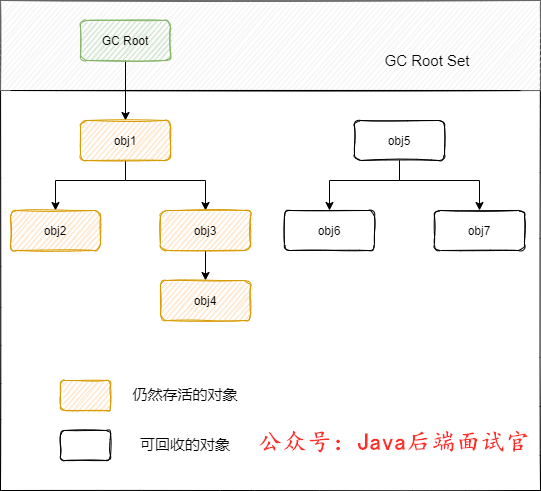 GC Root
GC Root Set
obj1
obj5
obj2
obj3
obj6
obj7
obj4
仍然存活的对象
可回收的对象
公众号：Java后端面试官